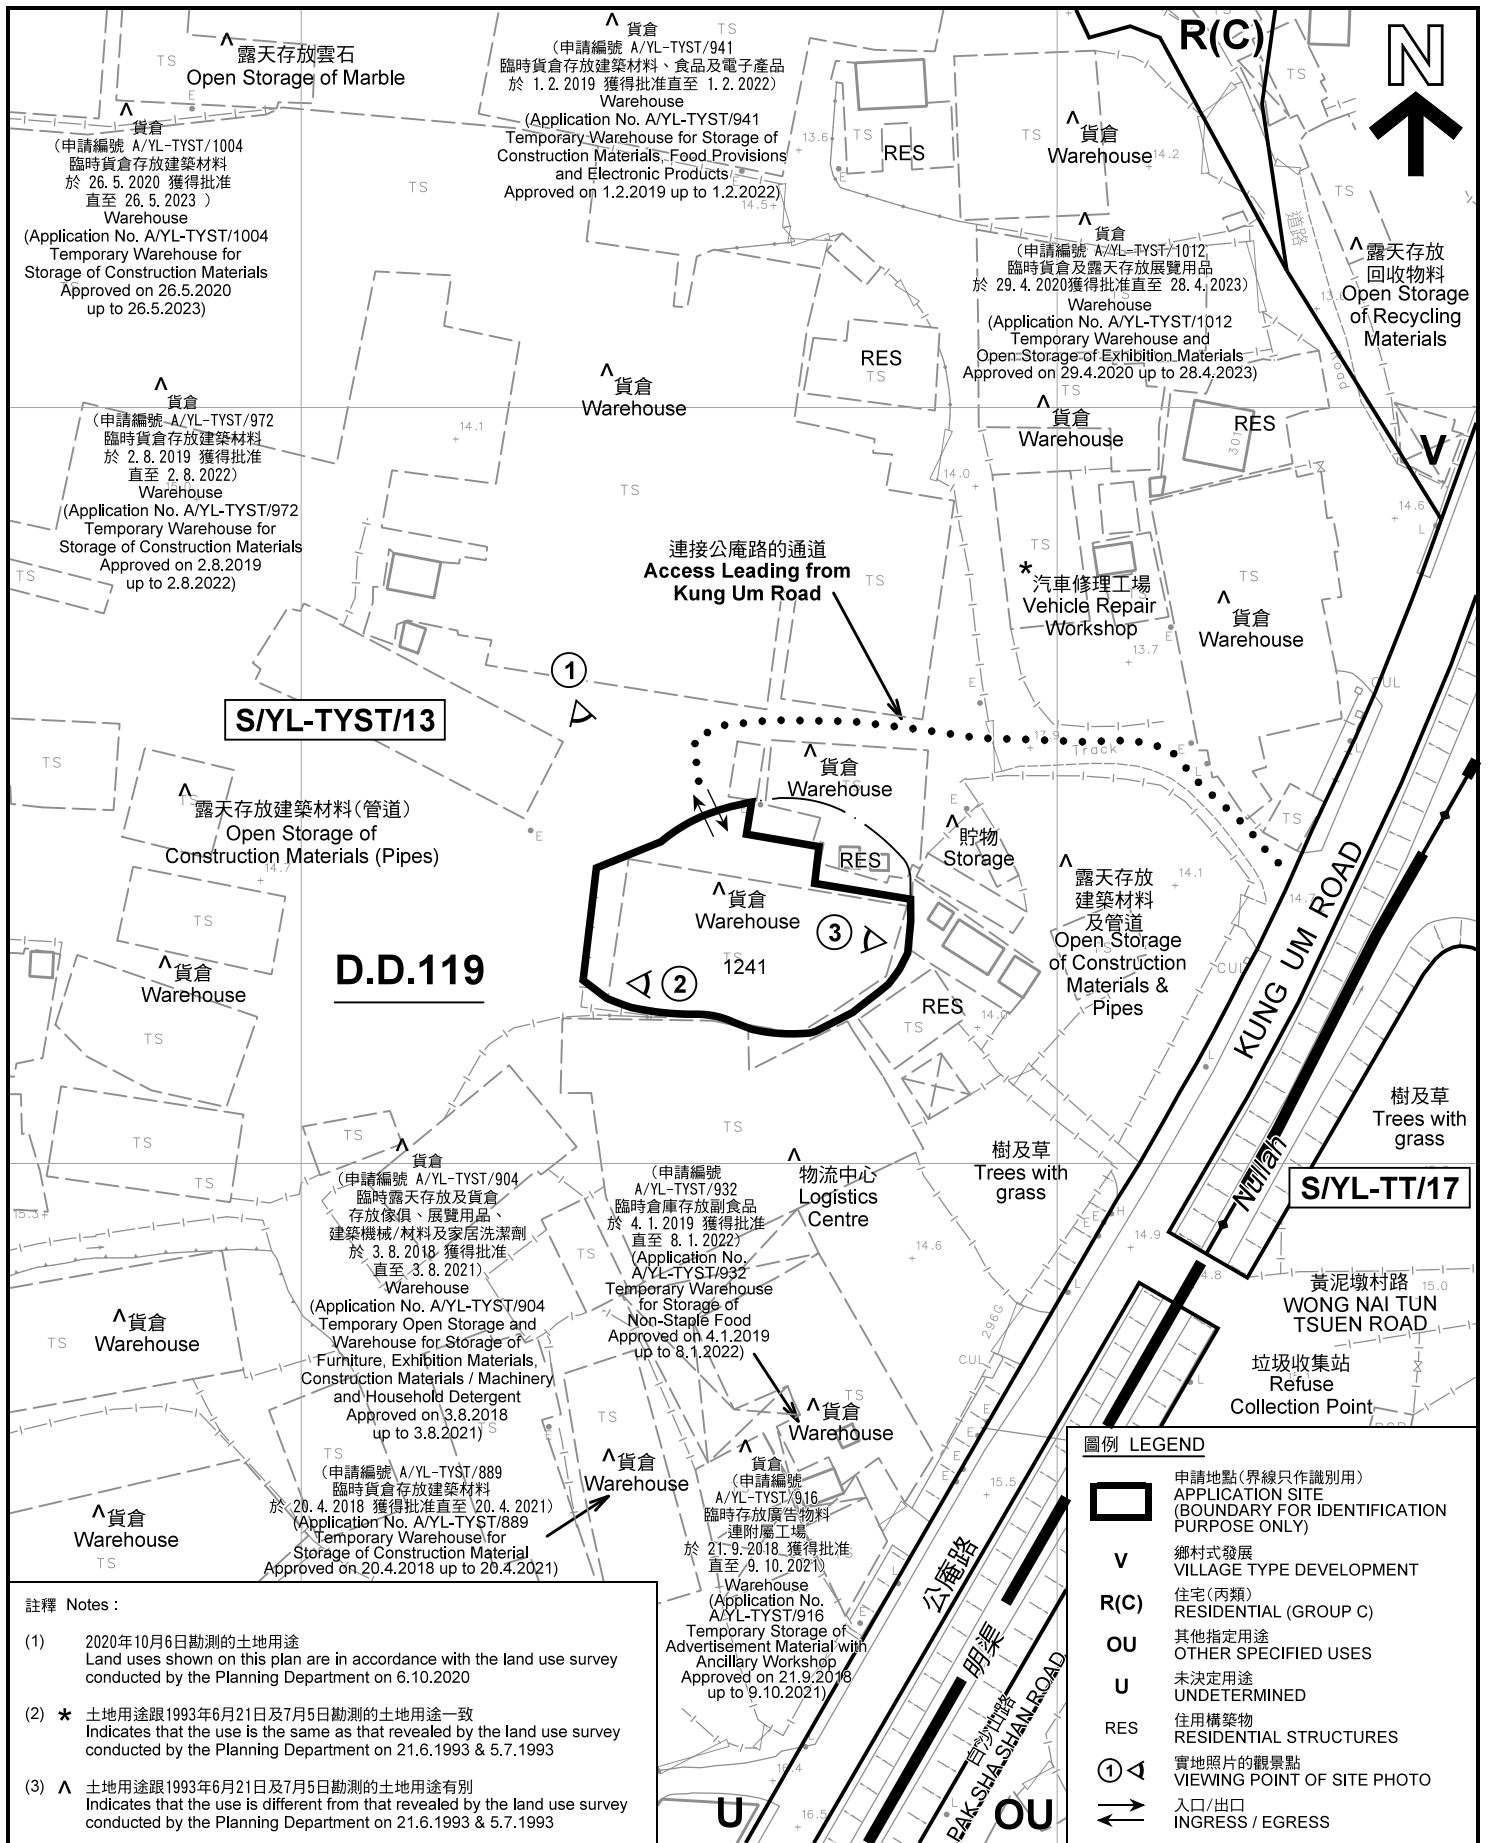 露天存放雲石
Open Storage of Marble
貨倉
(申請編號 A/YL-TYST/941
臨時貨倉存放建築材料、食品及電子產品
於 1.2.2019 獲得批准直至 1.2.2022)
Warehouse
(Application No. A/YL-TYST/941
Temporary Warehouse for Storage of
Construction Materials, Food Provisions
and Electronic Products
Approved on 1.2.2019 up to 1.2.2022)
R(C)
N
貨倉
(申請編號 A/YL-TYST/1004
臨時貨倉存放建築材料
於 26.5.2020 獲得批准
直至 26.5.2023 )
Warehouse
(Application No. A/YL-TYST/1004
Temporary Warehouse for
Storage of Construction Materials
Approved on 26.5.2020
up to 26.5.2023)
RES
貨倉
Warehouse
貨倉
(申請編號 A/YL-TYST/1012
臨時貨倉及露天存放展覽用品
於 29.4.2020獲得批准直至 28.4.2023)
Warehouse
(Application No. A/YL-TYST/1012
Temporary Warehouse and
Open Storage of Exhibition Materials
Approved on 29.4.2020 up to 28.4.2023)
道路
Road
露天存放
回收物料
Open Storage
of Recycling
Materials
RES
貨倉
Warehouse
貨倉
(申請編號 A/YL-TYST/972
臨時貨倉存放建築材料
於 2.8.2019 獲得批准
直至 2.8.2022)
Warehouse
(Application No. A/YL-TYST/972
Temporary Warehouse for
Storage of Construction Materials
Approved on 2.8.2019
up to 2.8.2022)
貨倉
Warehouse
RES
301
V
連接公庵路的通道
Access Leading from
Kung Um Road
* 汽車修理工場
Vehicle Repair
Workshop
貨倉
Warehouse
1
S/YL-TYST/13
Track
貨倉
Warehouse
露天存放建築材料(管道)
Open Storage of
Construction Materials (Pipes)
RES
貯物
Storage
貨倉
Warehouse
3
1241
2
露天存放
建築材料
及管道
Open Storage
of Construction
Materials &
Pipes
KUNG UM ROAD
D.D.119
貨倉
Warehouse
RES
樹及草
Trees with
grass
樹及草
Trees with
grass
Nullah
S/YL-TT/17
貨倉
(申請編號 A/YL-TYST/904
臨時露天存放及貨倉
存放傢俱、展覽用品、
建築機械/材料及家居洗潔劑
於 3.8.2018 獲得批准
直至 3.8.2021)
Warehouse
(Application No. A/YL-TYST/904
Temporary Open Storage and
Warehouse for Storage of
Furniture, Exhibition Materials,
Construction Materials / Machinery
and Household Detergent
Approved on 3.8.2018
up to 3.8.2021)
(申請編號
A/YL-TYST/932
臨時倉庫存放副食品
於 4.1.2019 獲得批准
直至 8.1.2022)
(Application No.
A/YL-TYST/932
Temporary Warehouse
for Storage of
Non-Staple Food
Approved on 4.1.2019
up to 8.1.2022)
物流中心
Logistics
Centre
黃泥墩村路
WONG NAI TUN
TSUEN ROAD
垃圾收集站
Refuse
Collection Point
貨倉
Warehouse
296G
貨倉
Warehouse
貨倉
Warehouse
貨倉
Warehouse
(申請編號 A/YL-TYST/889
臨時貨倉存放建築材料
於 20.4.2018 獲得批准直至 20.4.2021)
(Application No. A/YL-TYST/889
Temporary Warehouse for
Storage of Construction Material
Approved on 20.4.2018 up to 20.4.2021)
貨倉
(申請編號
A/YL-TYST/916
臨時存放廣告物料
連附屬工場
於 21.9.2018 獲得批准
直至 9.10.2021)
Warehouse
(Application No.
A/YL-TYST/916
Temporary Storage of
Advertisement Material with
Ancillary Workshop
Approved on 21.9.2018
up to 9.10.2021)
公庵路
明渠
白沙山路
PAK SHA SHAN ROAD
U
OU
註釋 Notes :
(1) 2020年10月6日勘測的土地用途
Land uses shown on this plan are in accordance with the land use survey
conducted by the Planning Department on 6.10.2020
(2) * 土地用途跟1993年6月21日及7月5日勘測的土地用途一致
Indicates that the use is the same as that revealed by the land use survey
conducted by the Planning Department on 21.6.1993 & 5.7.1993
(3) ^ 土地用途跟1993年6月21日及7月5日勘測的土地用途有別
Indicates that the use is different from that revealed by the land use survey
conducted by the Planning Department on 21.6.1993 & 5.7.1993
圖例 LEGEND
申請地點(界線只作識別用)
APPLICATION SITE
(BOUNDARY FOR IDENTIFICATION
PURPOSE ONLY)
V 鄉村式發展
VILLAGE TYPE DEVELOPMENT
R(C) 住宅(丙類)
RESIDENTIAL (GROUP C)
OU 其他指定用途
OTHER SPECIFIED USES
U 未決定用途
UNDETERMINED
RES 住用構築物
RESIDENTIAL STRUCTURES
1 實地照片的觀景點
VIEWING POINT OF SITE PHOTO
入口/出口
INGRESS / EGRESS